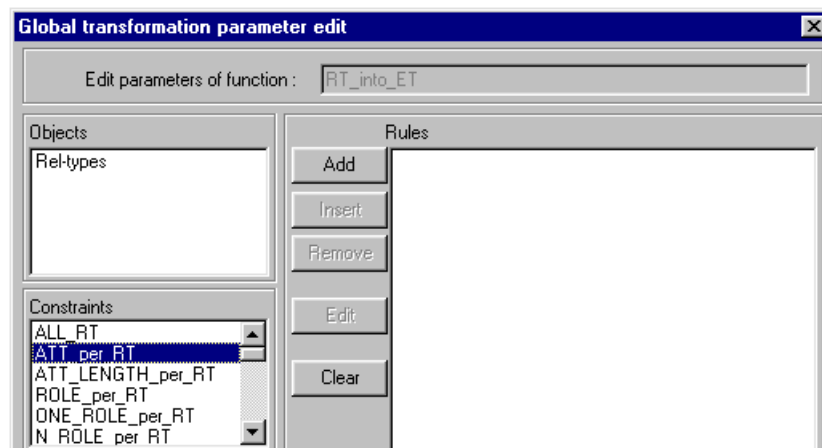 Global transformation parameter edit
Edit parameters of function :
RT_into_ET
Objects
Rel-types
Rules
Add
Insert
Remove
Edit
Clear
Constraints
ALL_RT
ATT_per_RT
ATT_LENGTH_per_RT
ROLE_per_RT
ONE_ROLE_per_RT
N_ROLE_per_RT